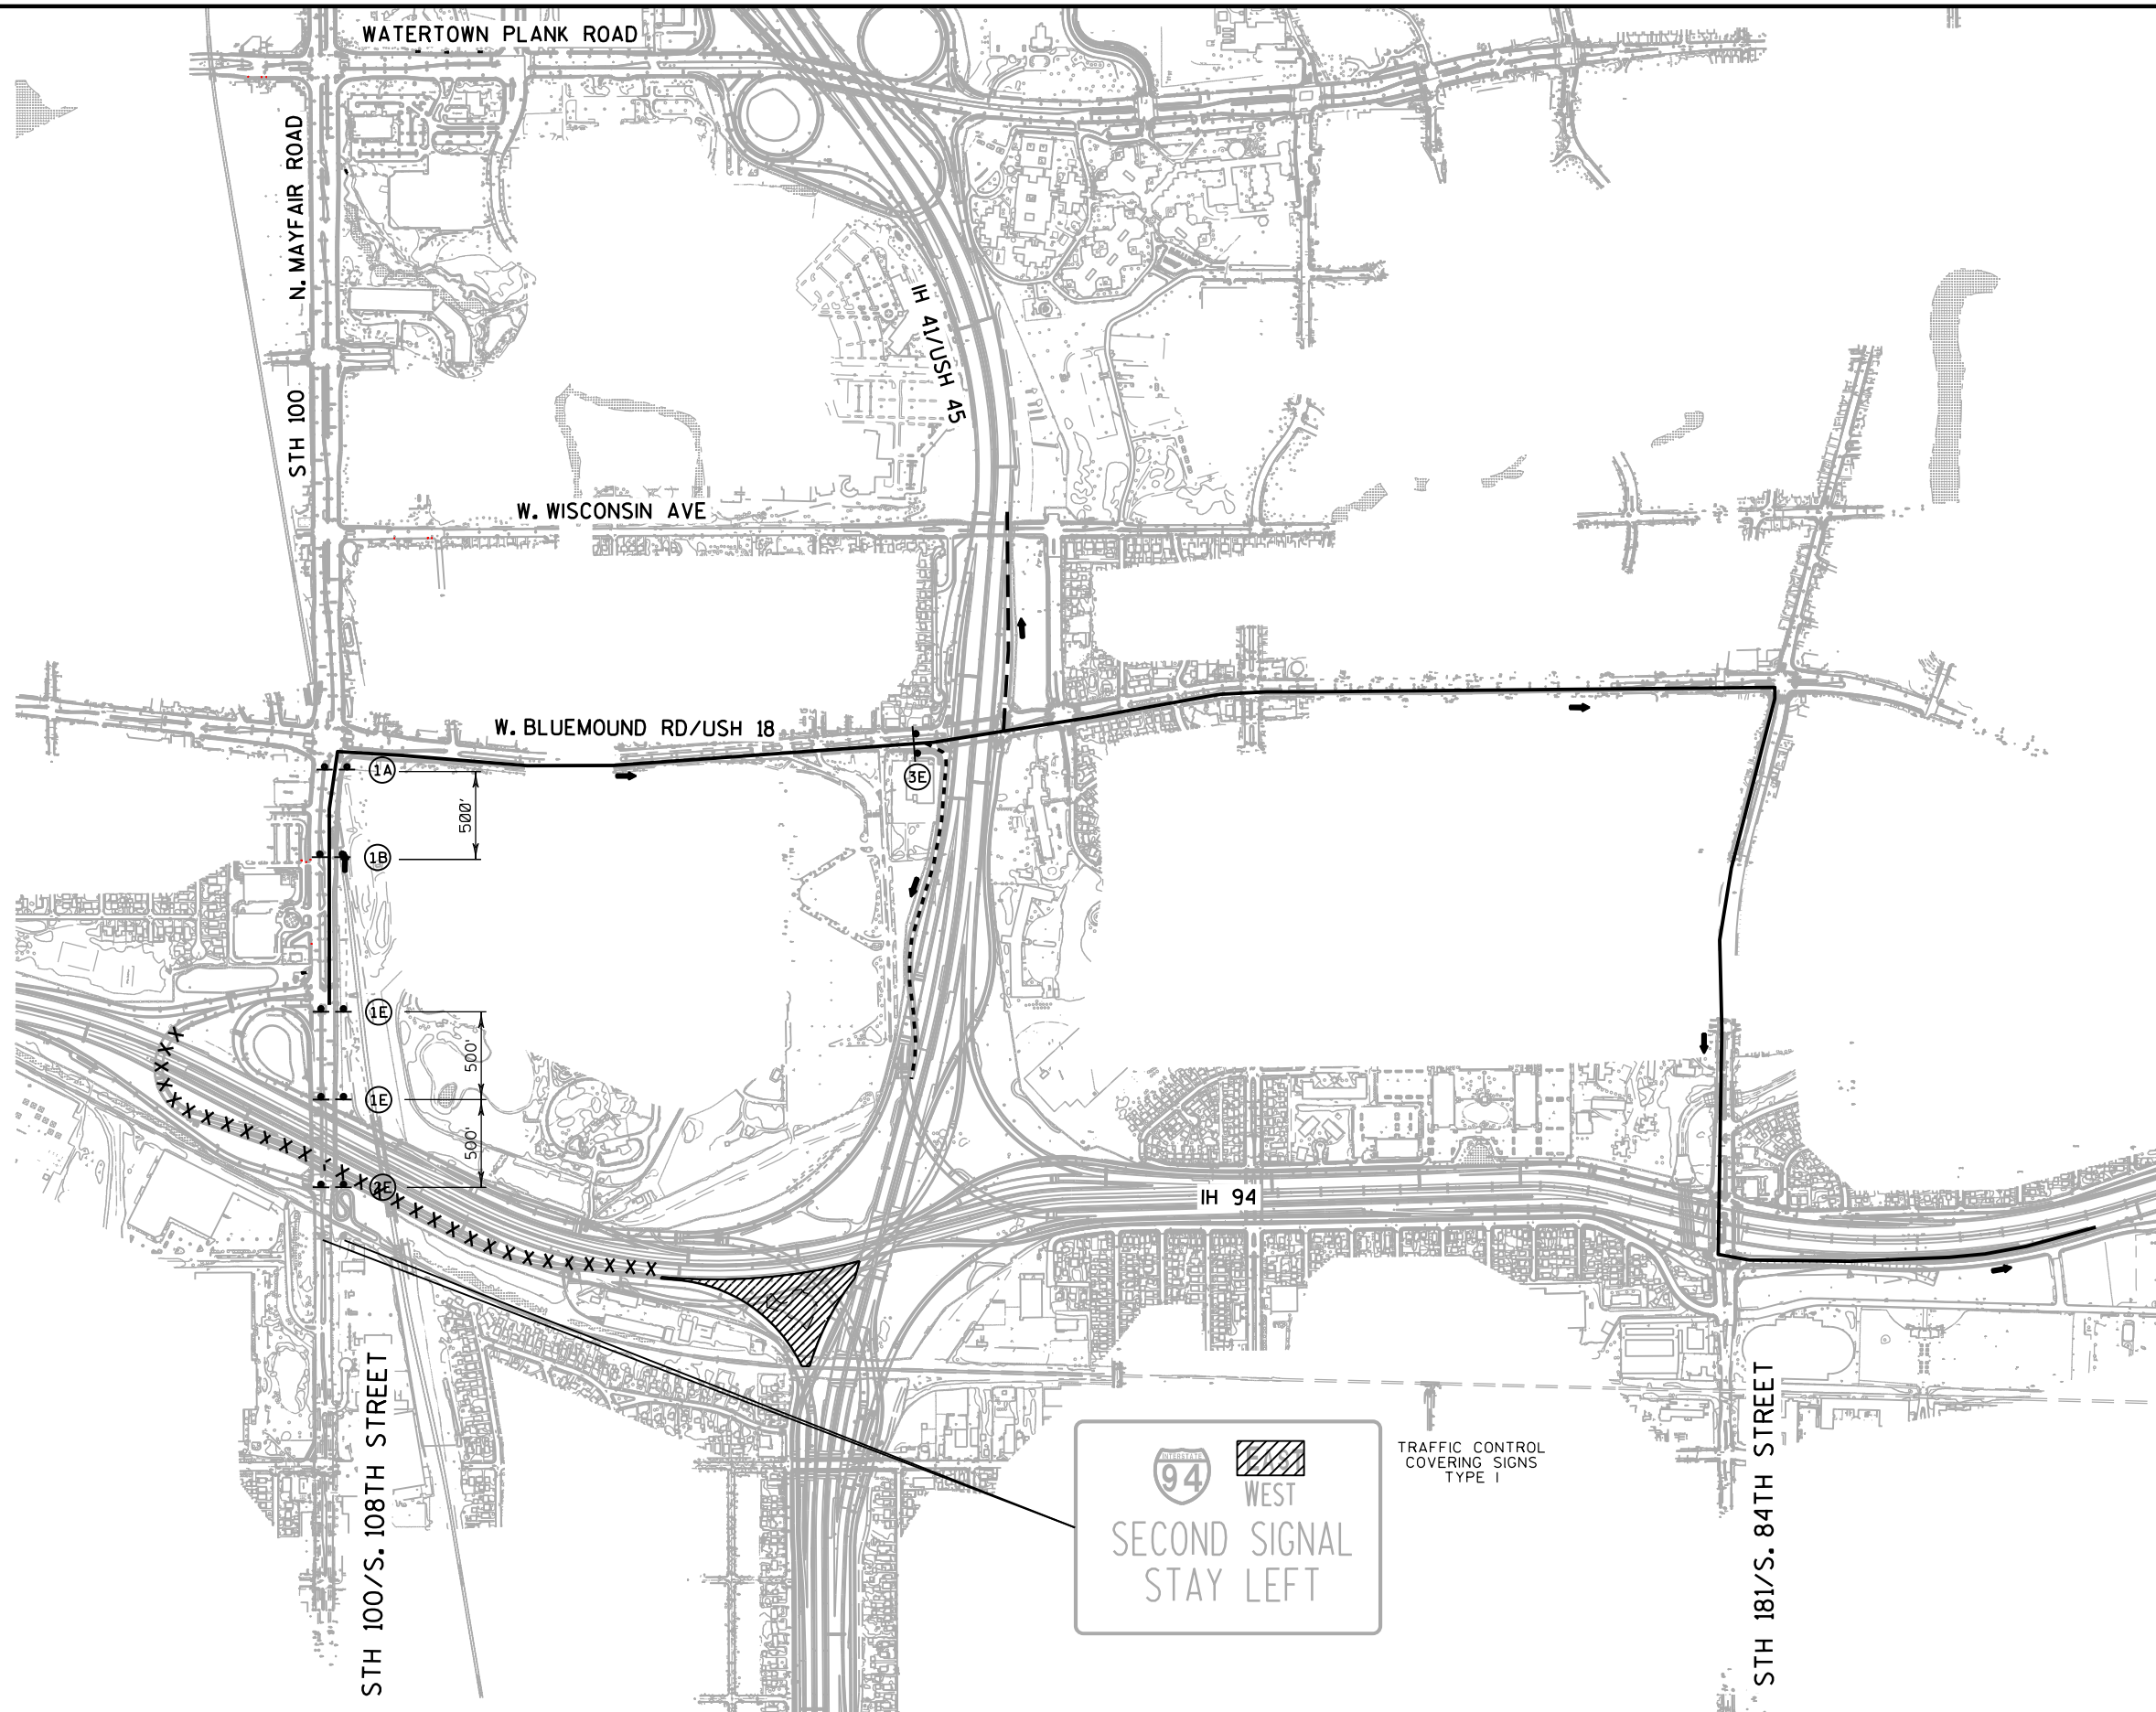 WATERTOWN PLANK ROAD
N. MAYFAIR ROAD
STH 100
IH 41/USH 45
W. WISCONSIN AVE
W. BLUEMOUND RD/USH 18
1A
3E
500'
1B
1E
500'
1E
500'
2E
IH 94
STH 100/S. 108TH STREET
STH 181/S. 84TH STREET
INTERSTATE
94
EAST
WEST
SECOND SIGNAL
STAY LEFT
TRAFFIC CONTROL
COVERING SIGNS
TYPE I